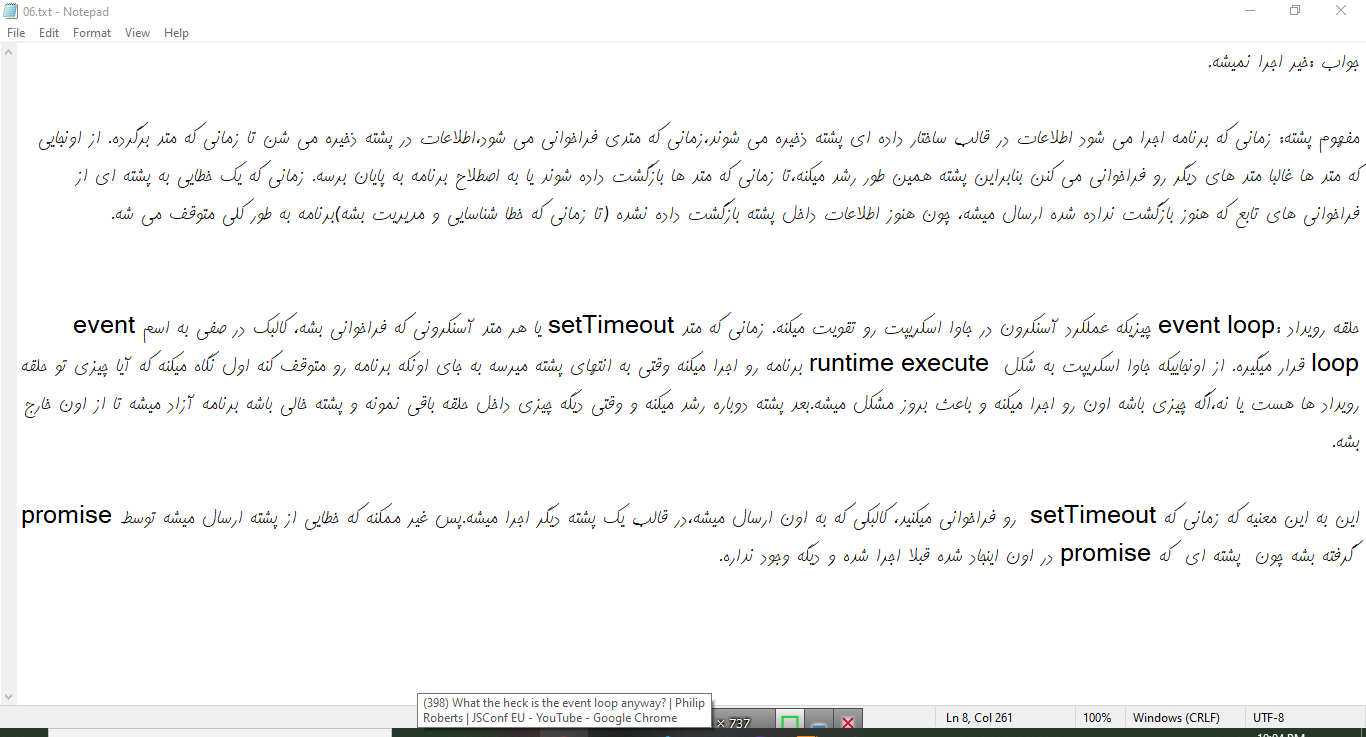 06.txt - Notepad
File Edit Format View Help
جواب :خیر اجرا نمیشه.
مفهوم پشته: زمانی که برنامه اجرا می شود اطلاعات در قالب ساختار داده ای پشته ذخیره می شوند،زمانی که متدی فراخوانی می شود،اطلاعات در پشته ذخیره می شن تا زمانی که متد برگرده. از اونجایی
که متد ها غالبا متد های دیگر رو فراخوانی می کنن بنابراین پشته همین طور رشد میکنه،تا زمانی که متد ها بازگشت داده شوند یا به اصطلاح برنامه به پایان برسه. زمانی که یک خطایی به پشته ای از
فراخوانی های تابع که هنوز بازگشت نداده شده ارسال میشه، چون هنوز اطلاعات داخل پشته بازگشت داده نشده (تا زمانی که خطا شناسایی و مدیریت بشه)برنامه به طور کلی متوقف می شه.
حلقه رویداد :event loop چیزیکه عملکرد آسنکرون در جاوا اسکریپت رو تقویت میکنه. زمانی که متد setTimeout یا هر متد آسنکرونی که فراخوانی بشه، کالبک در صفی به اسم event
loop قرار میگیره. از اونجاییکه جاوا اسکریپت به شکل runtime execute برنامه رو اجرا میکنه وقتی به انتهای پشته میرسه به جای اونکه برنامه رو متوقف کنه اول نگاه میکنه که آیا چیزی تو حلقه
رویداد ها هست یا نه،اگه چیزی باشه اون رو اجرا میکنه و باعث بروز مشکل میشه.بعد پشته دوباره رشد میکنه و وقتی دیگه چیزی داخل حلقه باقی نمونه و پشته خالی باشه برنامه آزاد میشه تا از اون خارج
بشه.
این به این معنیه که زمانی که setTimeout رو فراخوانی میکنید، کالبکی که به اون ارسال میشه،در قالب یک پشته دیگر اجرا میشه.پس غیر ممکنه که خطایی از پشته ارسال میشه توسط promise
گرفته بشه چون پشته ای که promise در اون اینجاد شده قبلا اجرا شده و دیگه وجود نداره.
(398) What the heck is the event loop anyway? | Philip
Roberts | JSConf EU - YouTube - Google Chrome
737
Ln 8, Col 261 100% Windows (CRLF) UTF-8